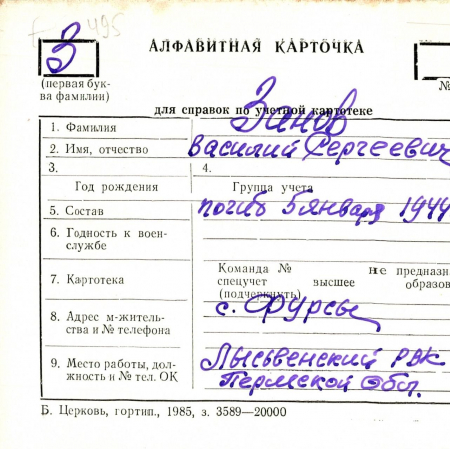 495
З
АЛФАВИТНАЯ КАРТОЧКА
(первая бук-
ва фамилии)
№
для справок по учетной картотеке
1. Фамилия Занов
2. Имя, отчество Василий Сергеевич
3. 4.
Год рождения Группа учета
5. Состав погиб 5 января 1944
6. Годность к воен-
службе
7. Картотека
Команда № не предназн
спецучет высшее образов
(подчеркнуть)
8. Адрес м-житель-
ства и № телефона
с. Фурсы
9. Место работы, дол-
жность и № тел. ОК
Лысьвенский РВК
Пермской Обл.
Б. Церковь, гортип., 1985, з. 3589—20000